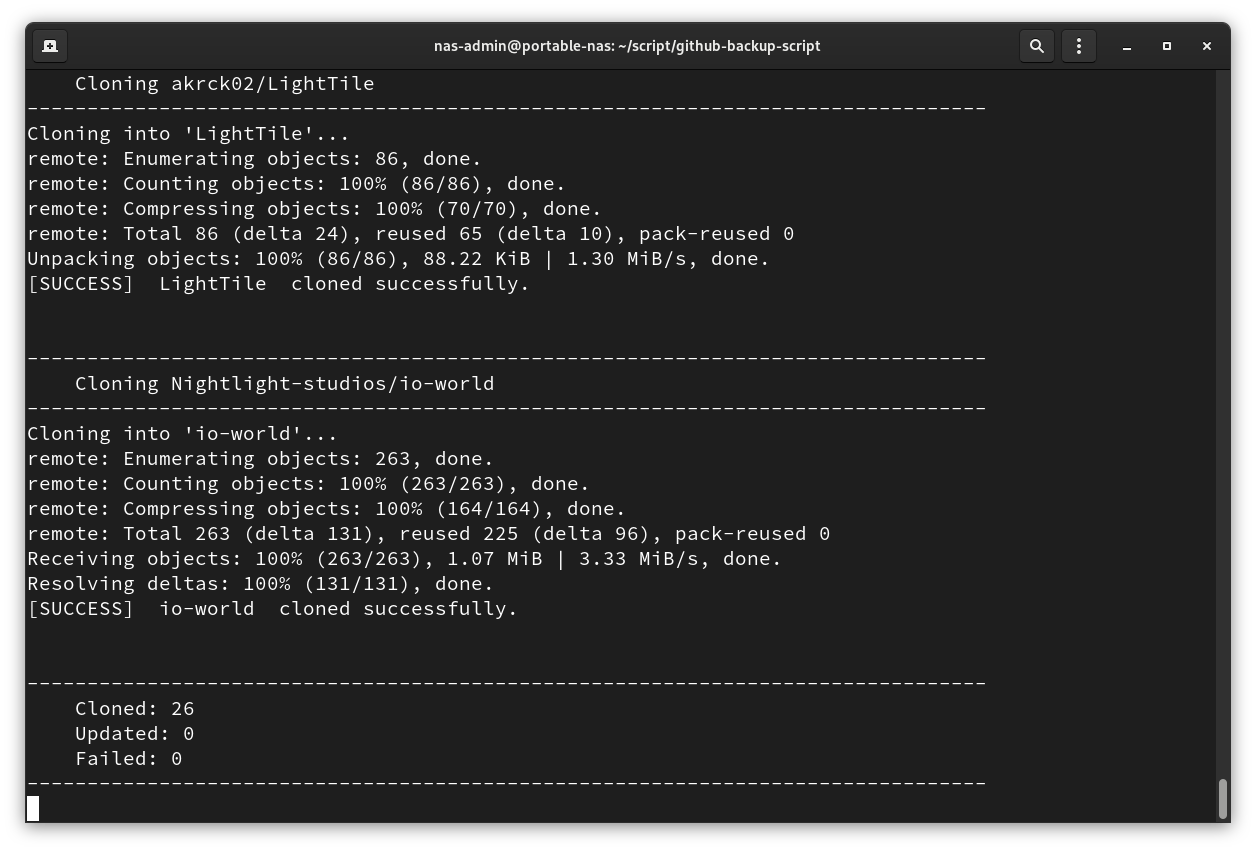 nas-admin@portable-nas: ~/script/github-backup-script
    Cloning akrck02/LightTile
--------------------------------------------------------------------------------
Cloning into 'LightTile'...
remote: Enumerating objects: 86, done.
remote: Counting objects: 100% (86/86), done.
remote: Compressing objects: 100% (70/70), done.
remote: Total 86 (delta 24), reused 65 (delta 10), pack-reused 0
Unpacking objects: 100% (86/86), 88.22 KiB | 1.30 MiB/s, done.
[SUCCESS]  LightTile  cloned successfully.
--------------------------------------------------------------------------------
    Cloning Nightlight-studios/io-world
--------------------------------------------------------------------------------
Cloning into 'io-world'...
remote: Enumerating objects: 263, done.
remote: Counting objects: 100% (263/263), done.
remote: Compressing objects: 100% (164/164), done.
remote: Total 263 (delta 131), reused 225 (delta 96), pack-reused 0
Receiving objects: 100% (263/263), 1.07 MiB | 3.33 MiB/s, done.
Resolving deltas: 100% (131/131), done.
[SUCCESS]  io-world  cloned successfully.
--------------------------------------------------------------------------------
    Cloned: 26
    Updated: 0
    Failed: 0
--------------------------------------------------------------------------------